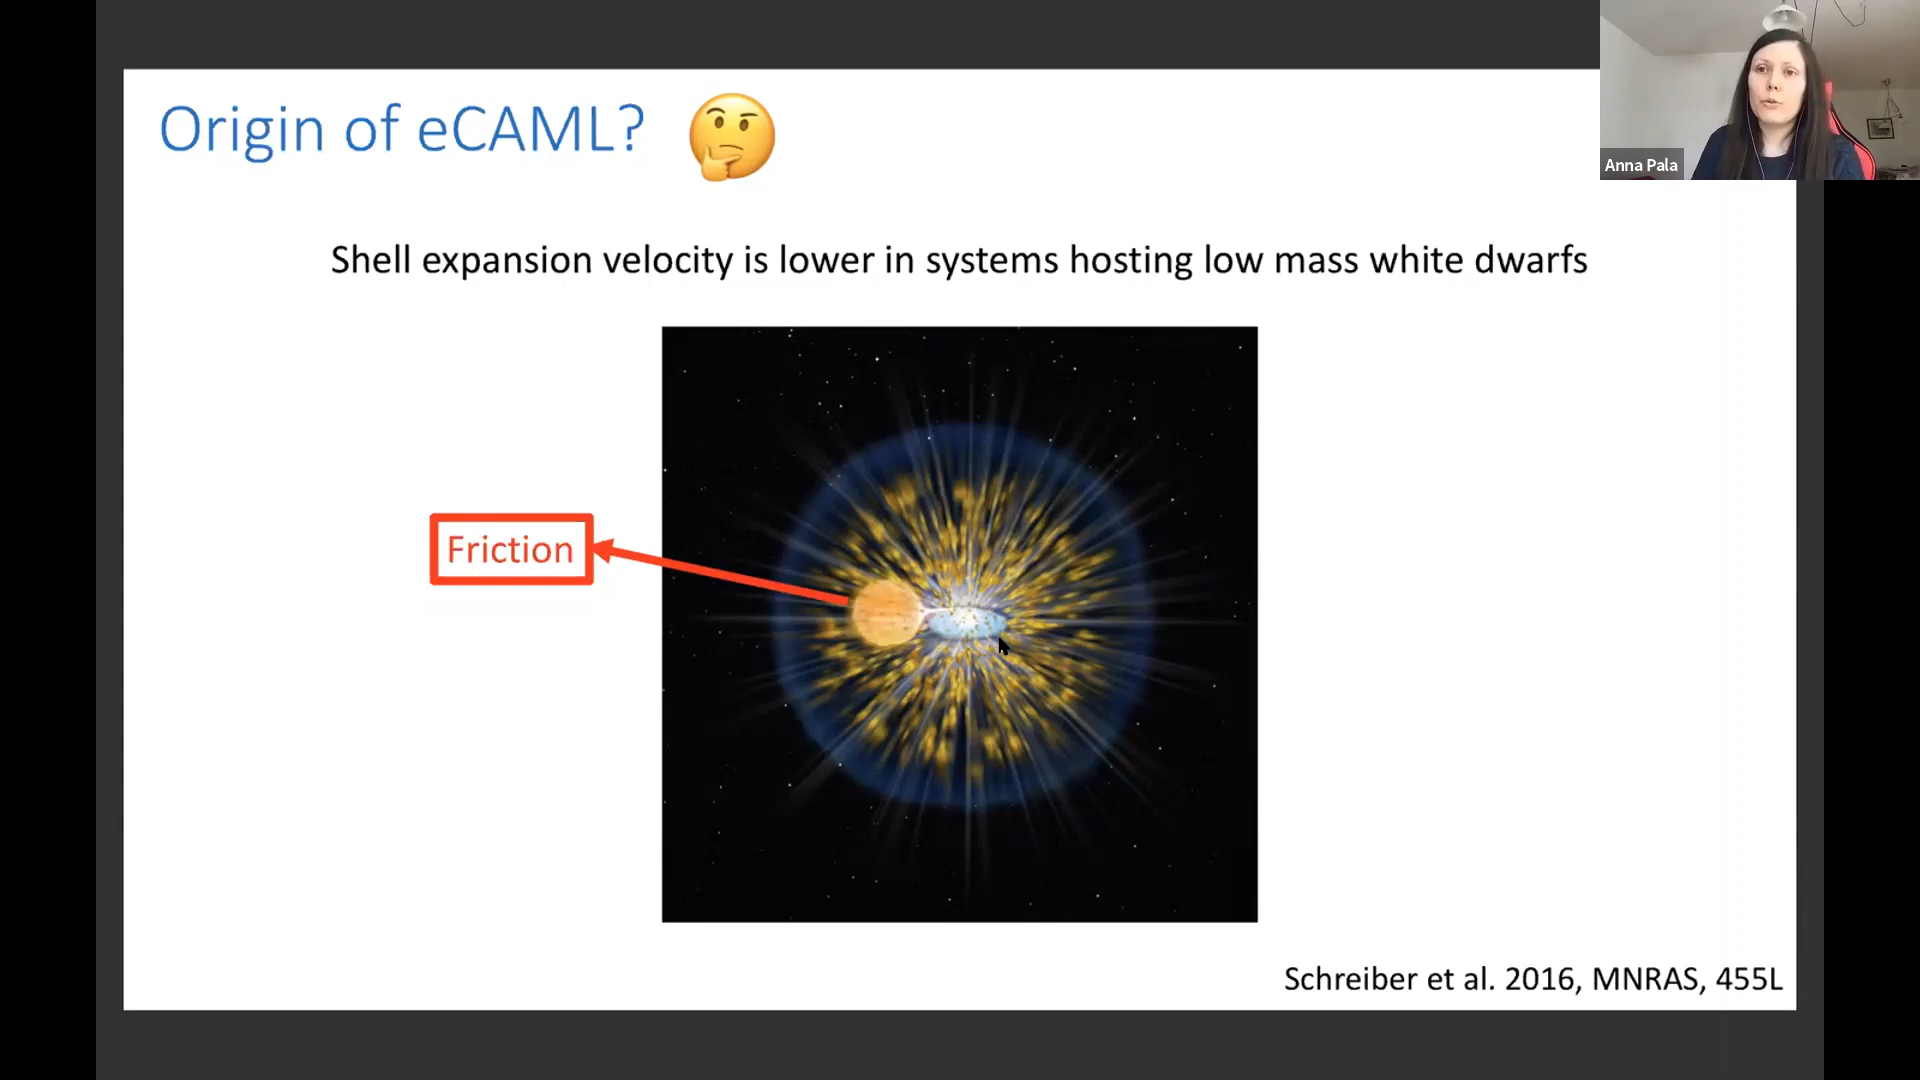 Origin of eCAML?
Anna Pala
Shell expansion velocity is lower in systems hosting low mass white dwarfs
Friction
Schreiber et al. 2016, MNRAS, 455L